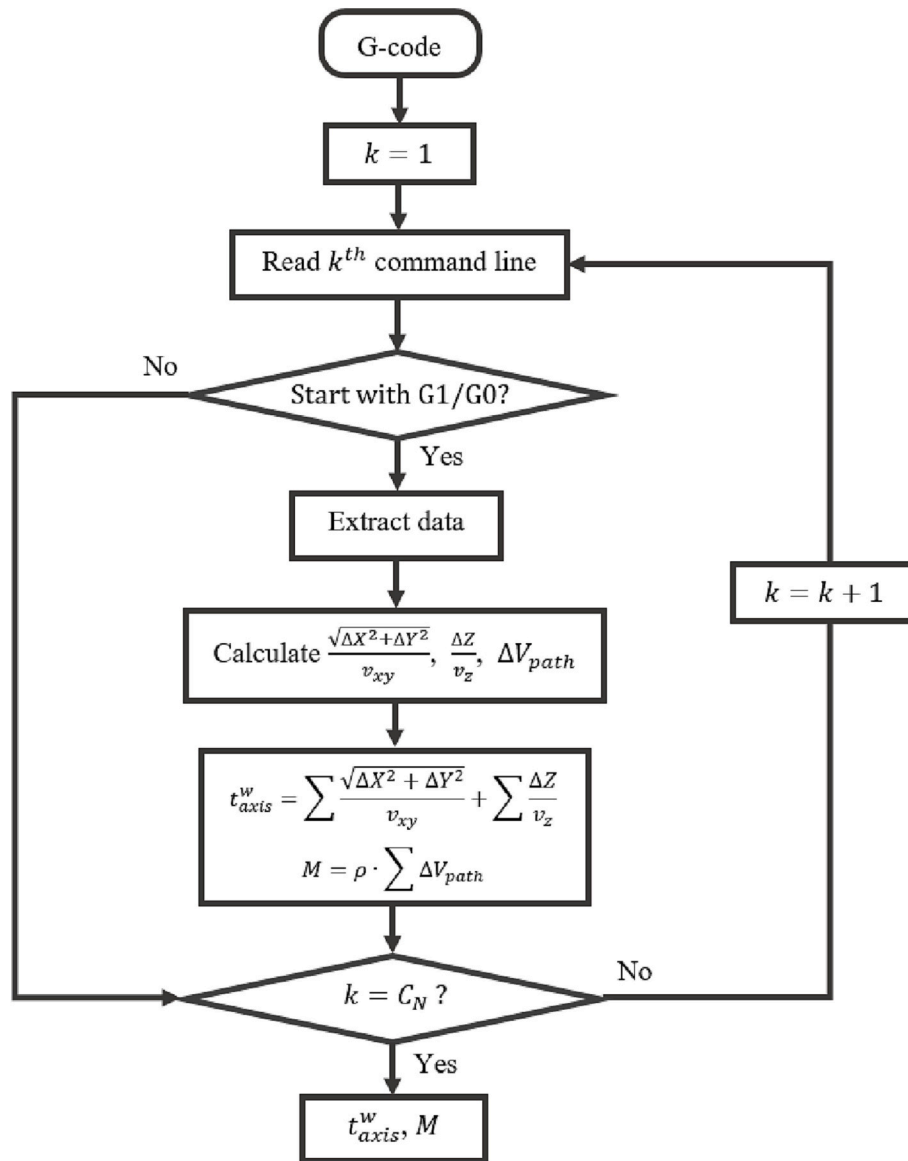 G-code
k = 1
Read k^th command line
No
Start with G1/G0?
Yes
Extract data
k = k + 1
Calculate √(ΔX²+ΔY²)/v_xy, ΔZ/v_z, ΔV_path
t^w_axis = ∑ √(ΔX² + ΔY²)/v_xy + ∑ ΔZ/v_z
M = ρ · ∑ ΔV_path
No
k = C_N ?
Yes
t^w_axis, M